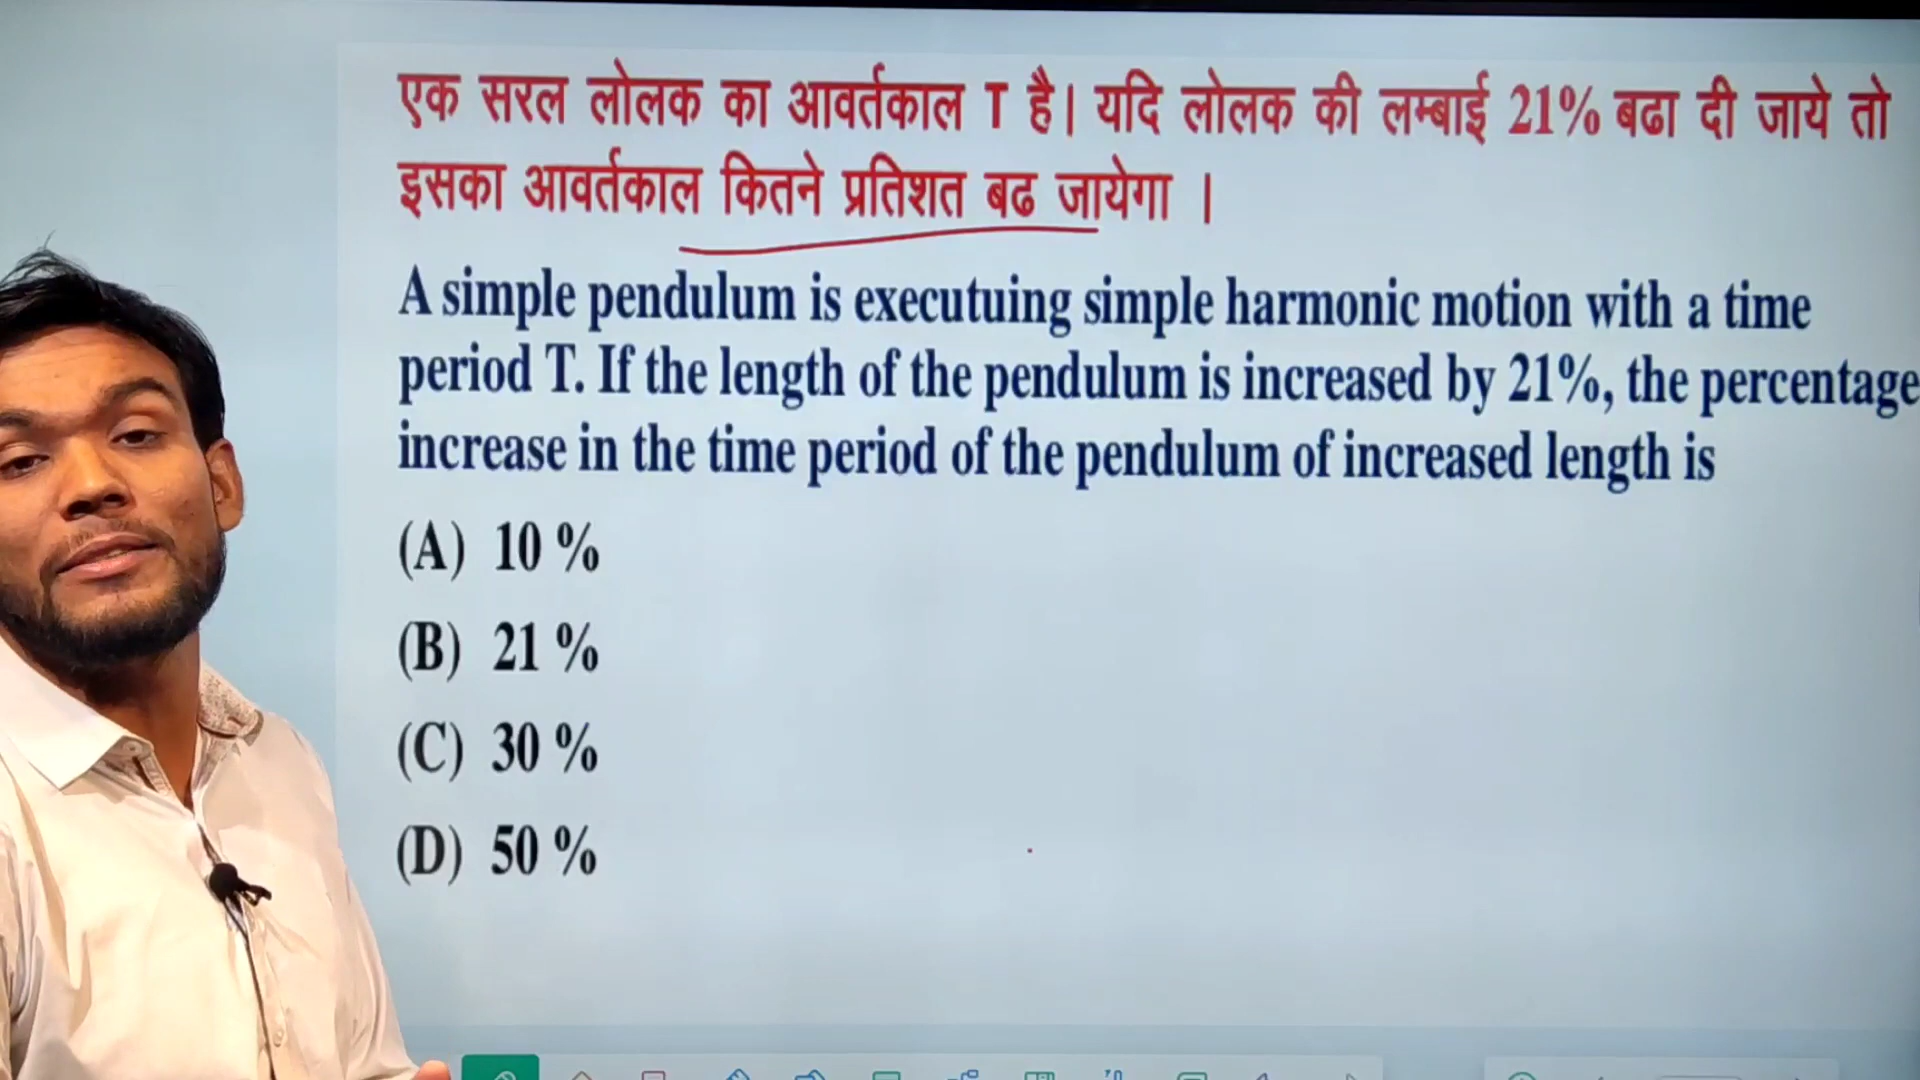 एक सरल लोलक का आवर्तकाल T है। यदि लोलक की लम्बाई 21% बढा दी जाये तो
इसका आवर्तकाल कितने प्रतिशत बढ जायेगा ।
A simple pendulum is executuing simple harmonic motion with a time
period T. If the length of the pendulum is increased by 21%, the percentage
increase in the time period of the pendulum of increased length is
(A) 10 %
(B) 21 %
(C) 30 %
(D) 50 %